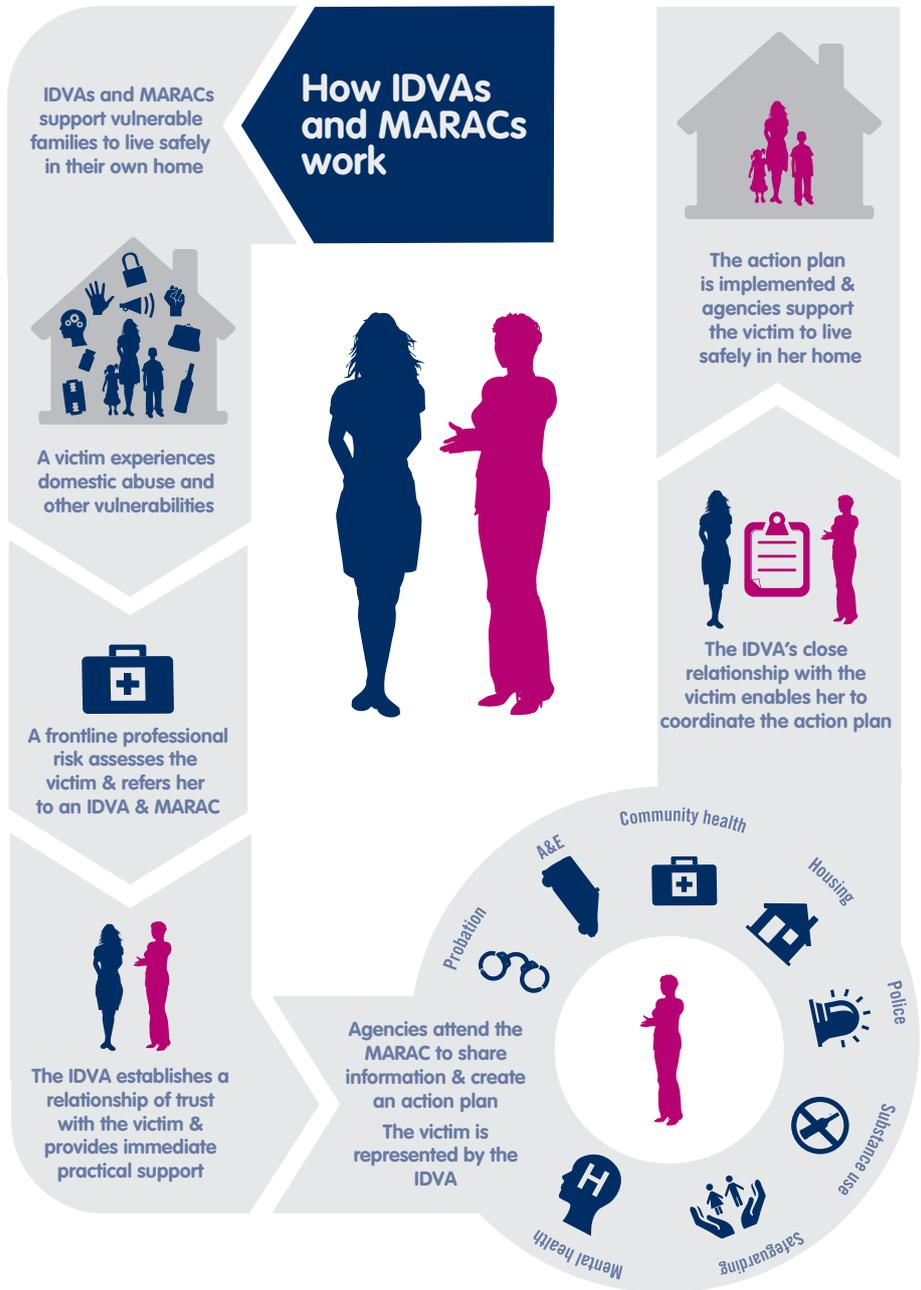 How IDVAs
and MARACs
work
IDVAs and MARACs
support vulnerable
families to live safely
in their own home
A victim experiences
domestic abuse and
other vulnerabilities
A frontline professional
risk assesses the
victim & refers her
to an IDVA & MARAC
The IDVA establishes a
relationship of trust
with the victim &
provides immediate
practical support
Agencies attend the
MARAC to share
information & create
an action plan
The victim is
represented by the
IDVA
Probation
A&E
Community health
Housing
Police
Substance use
Safeguarding
Mental health
H
The IDVA’s close
relationship with the
victim enables her to
coordinate the action plan
The action plan
is implemented &
agencies support
the victim to live
safely in her home